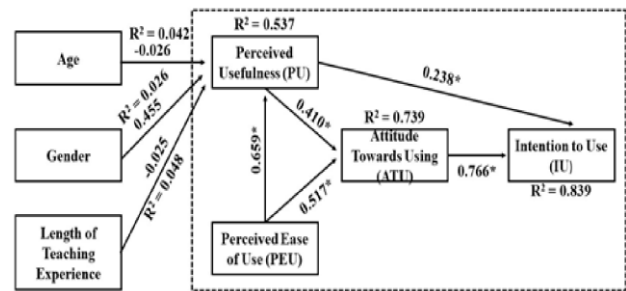 R² = 0.042
-0.026
Age
R² = 0.537
Perceived
Usefulness (PU)
R² = 0.026
0.455
0.238*
0.410*
R² = 0.739
Gender
-0.025
R² = 0.048
0.659*
Attitude
Towards Using
(ATU)
0.766*
Intention to Use
(IU)
R² = 0.839
0.517*
Length of
Teaching
Experience
Perceived Ease
of Use (PEU)